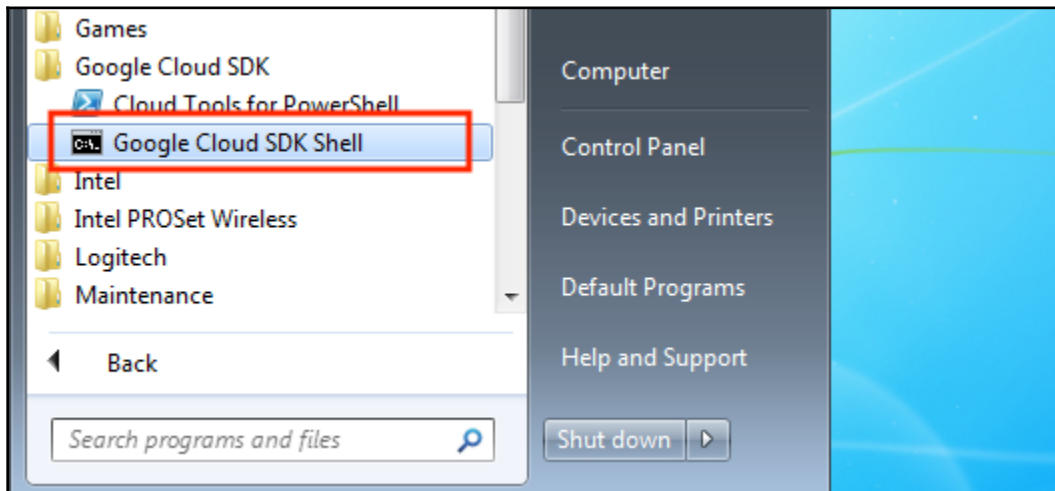 Games
Google Cloud SDK
Cloud Tools for PowerShell
C:\.
Google Cloud SDK Shell
Intel
Intel PROSet Wireless
Logitech
Maintenance
Back
Search programs and files
Computer
Control Panel
Devices and Printers
Default Programs
Help and Support
Shut down